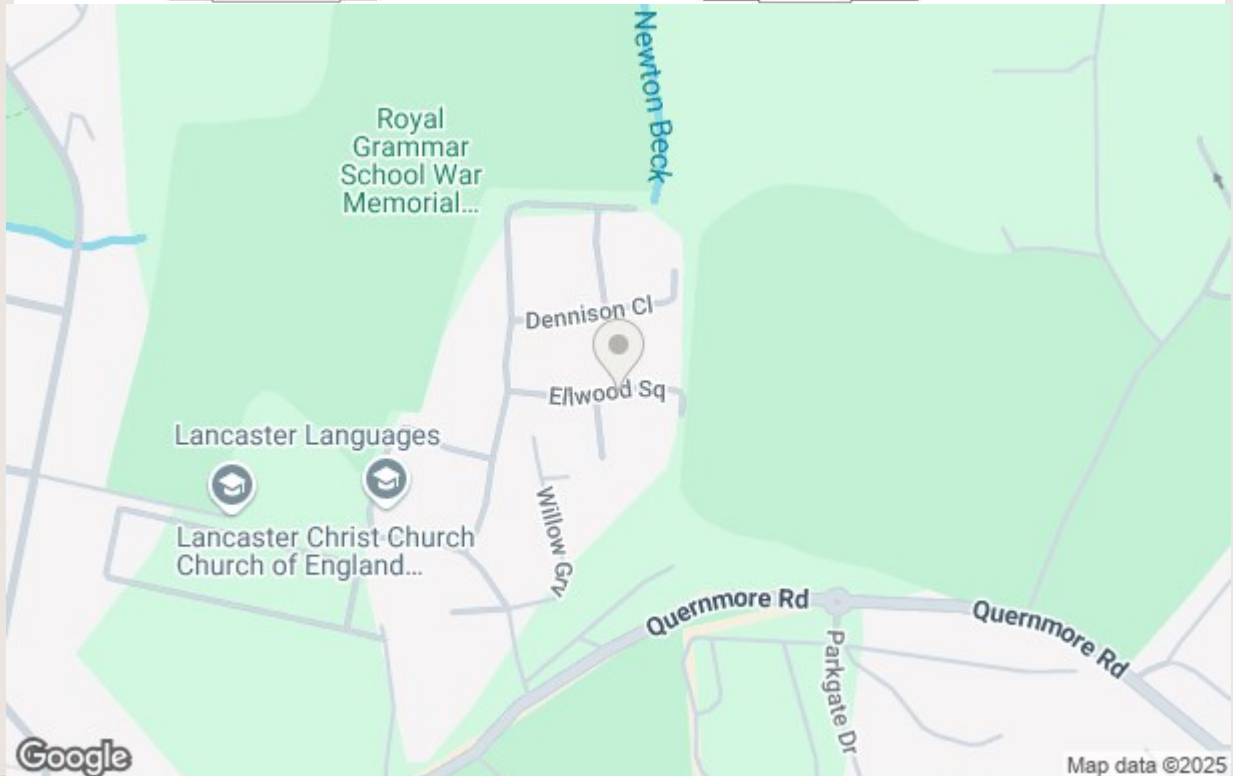 Newton Beck
Royal
Grammar
School War
Memorial...
Dennison Cl
Ellwood Sq
Lancaster Languages
Lancaster Christ Church
Church of England...
Willow Grv
Quernmore Rd
Quernmore Rd
Parkgate Dr
Google
Map data ©2025